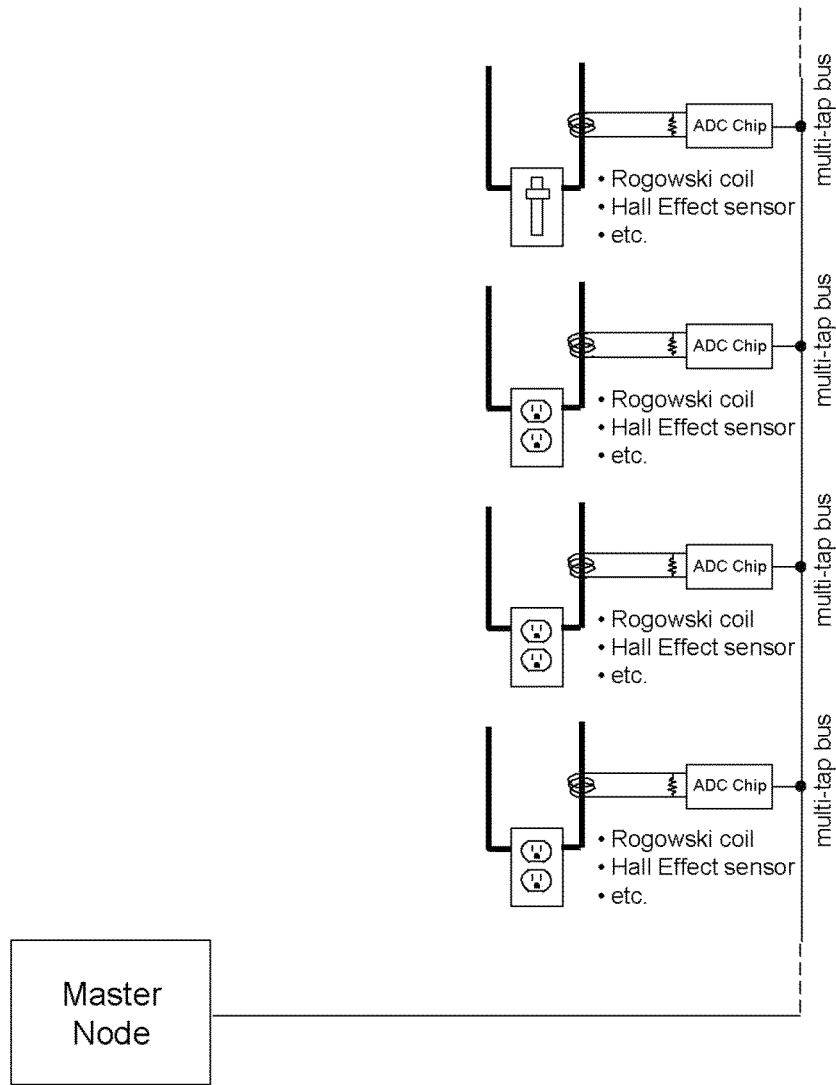 multi-tap bus
ADC Chip
• Rogowski coil
• Hall Effect sensor
• etc.
multi-tap bus
ADC Chip
• Rogowski coil
• Hall Effect sensor
• etc.
multi-tap bus
ADC Chip
• Rogowski coil
• Hall Effect sensor
• etc.
multi-tap bus
ADC Chip
• Rogowski coil
• Hall Effect sensor
• etc.
Master
Node